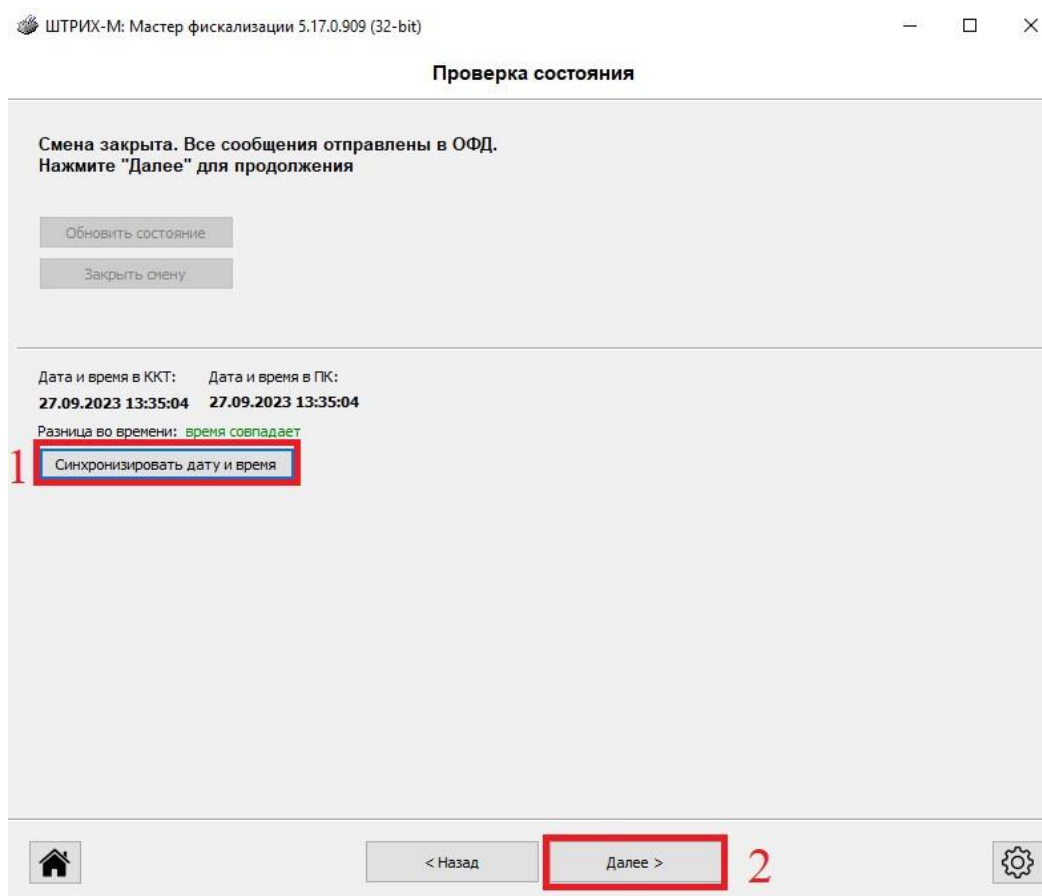 ШТРИХ-М: Мастер фискализации 5.17.0.909 (32-bit)
Проверка состояния
Смена закрыта. Все сообщения отправлены в ОФД.
Нажмите "Далее" для продолжения
Обновить состояние
Закрыть смену
Дата и время в ККТ: Дата и время в ПК:
27.09.2023 13:35:04 27.09.2023 13:35:04
Разница во времени: время совпадает
1 Синхронизировать дату и время
< Назад Далее > 2